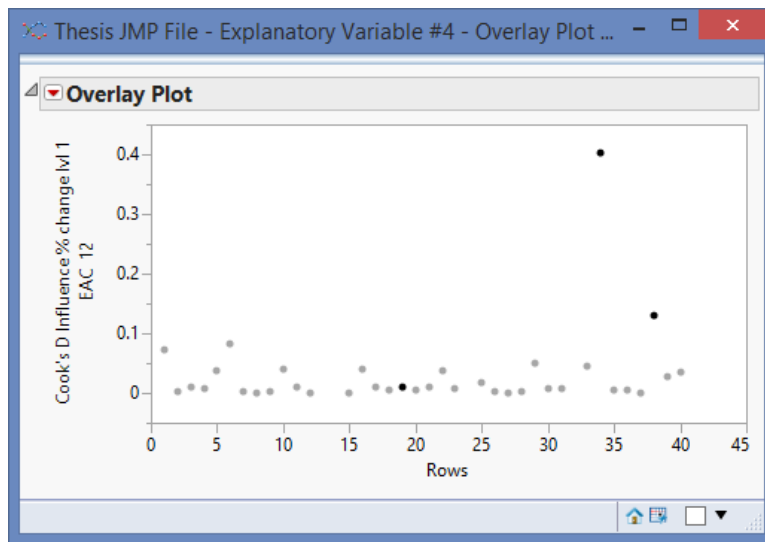 Thesis JMP File - Explanatory Variable #4 - Overlay Plot ...
Overlay Plot
Cook's D Influence % change lvl 1
EAC 12
0.4
0.3
0.2
0.1
0
0 5 10 15 20 25 30 35 40 45
Rows